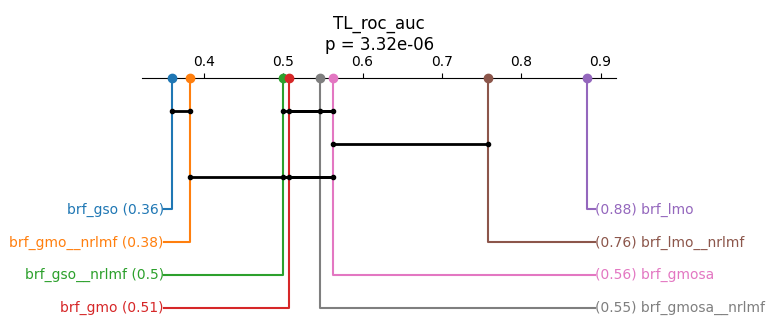 TL_roc_auc
p = 3.32e-06
0.4 0.5 0.6 0.7 0.8 0.9
brf_gso (0.36) (0.88) brf_lmo
brf_gmo__nrlmf (0.38) (0.76) brf_lmo__nrlmf
brf_gso__nrlmf (0.5) (0.56) brf_gmosa
brf_gmo (0.51) (0.55) brf_gmosa__nrlmf